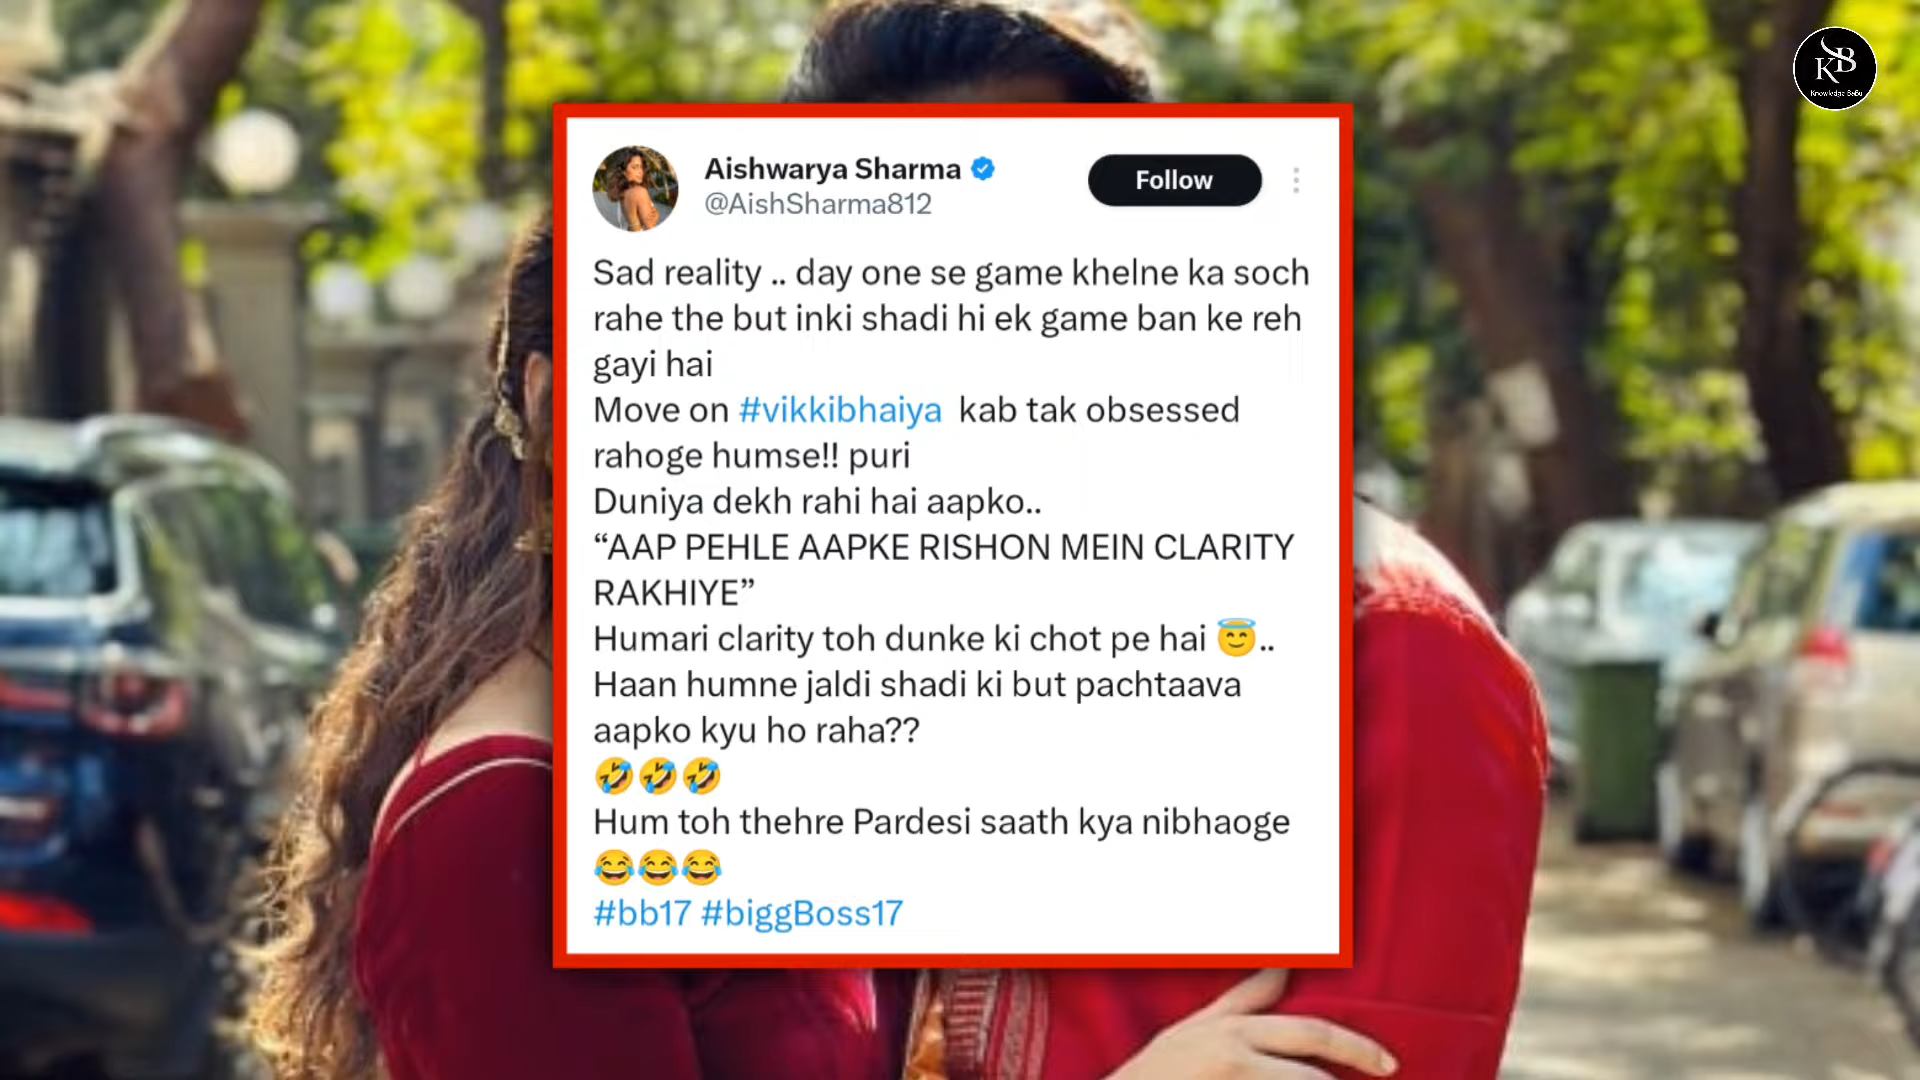 KB
Knowledge BaBu
Aishwarya Sharma
@AishSharma812
Follow
Sad reality .. day one se game khelne ka soch
rahe the but inki shadi hi ek game ban ke reh
gayi hai
Move on #vikkibhaiya kab tak obsessed
rahoge humse!! puri
Duniya dekh rahi hai aapko..
“AAP PEHLE AAPKE RISHON MEIN CLARITY
RAKHIYE”
Humari clarity toh dunke ki chot pe hai 😇..
Haan humne jaldi shadi ki but pachtaava
aapko kyu ho raha??
🤣🤣🤣
Hum toh thehre Pardesi saath kya nibhaoge
😂😂😂
#bb17 #biggBoss17